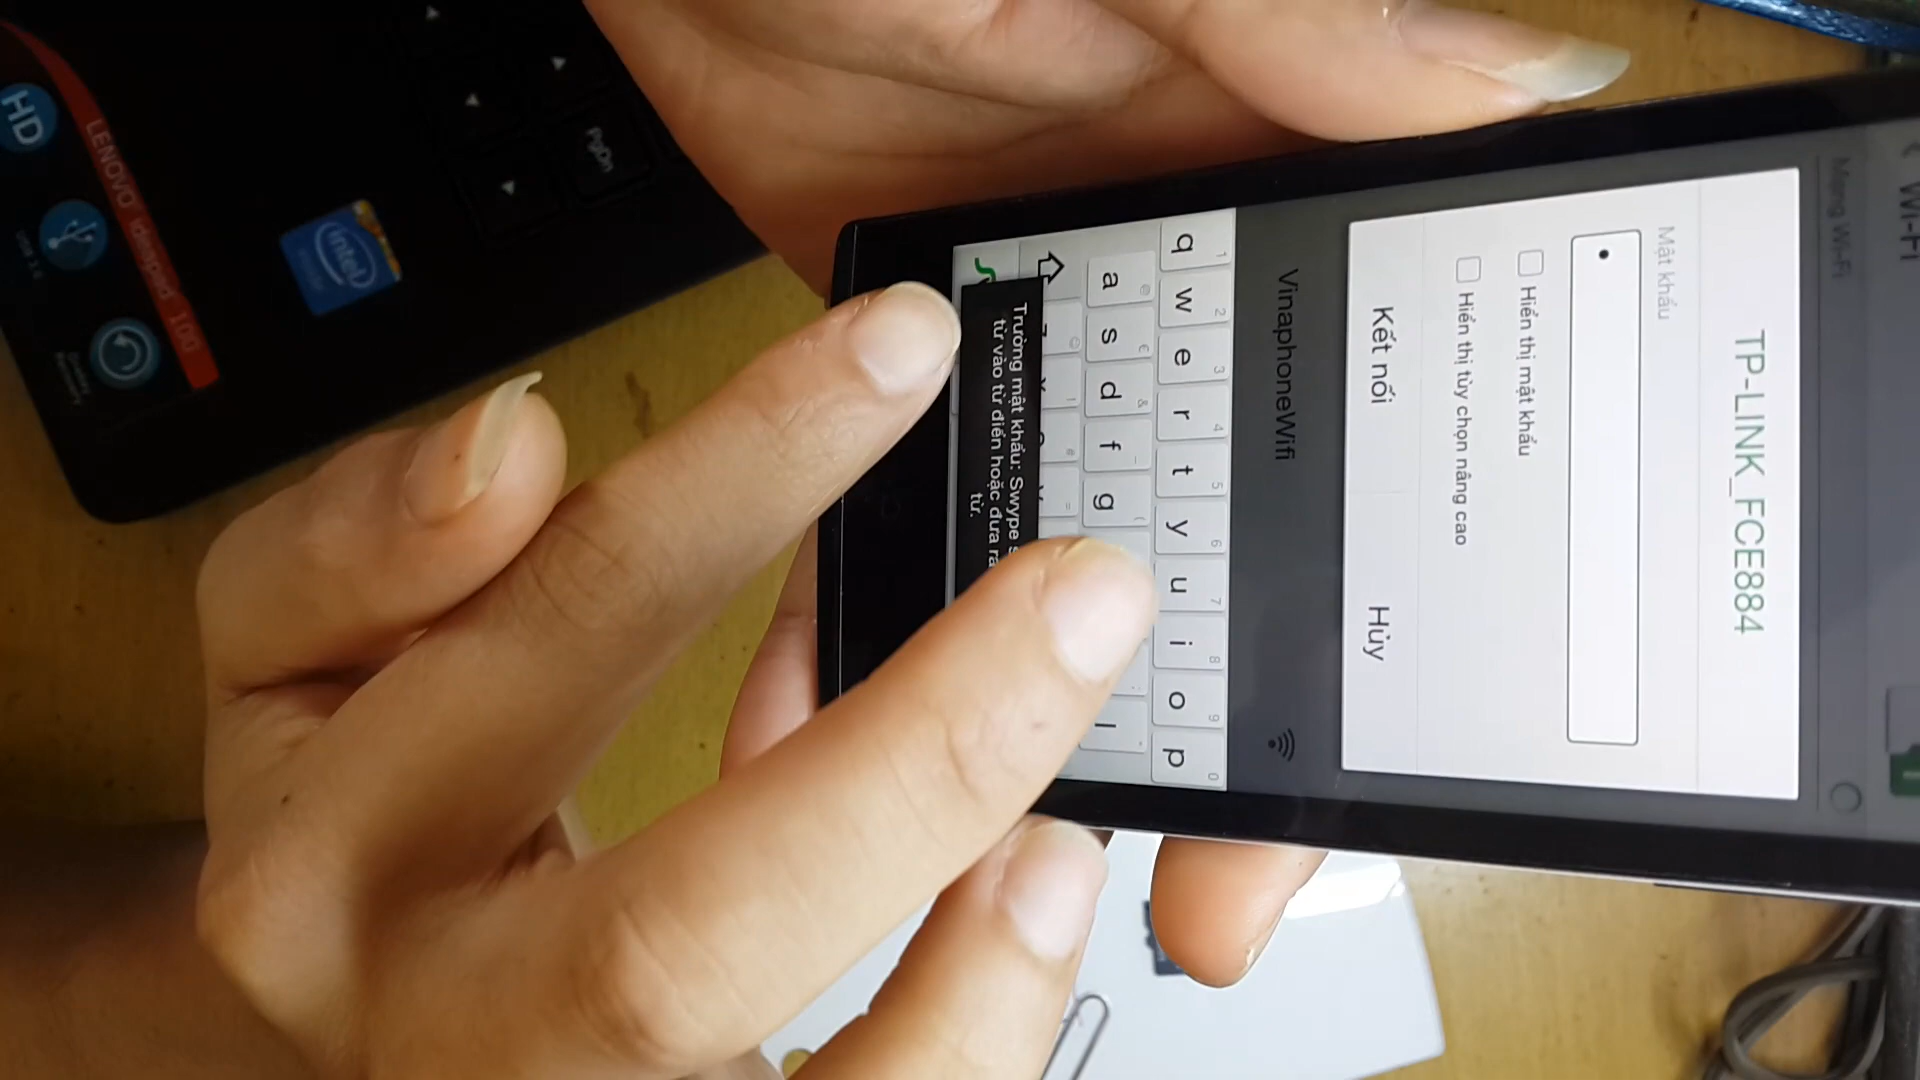 Wi-Fi
Mạng Wi-Fi
TP-LINK_FCE884
Mật khẩu
•
Hiển thị mật khẩu
Hiển thị tùy chọn nâng cao
Kết nối
Hủy
VinaphoneWifi
1 2 3 4 5 6 7 8 9 0
q w e r t y u i o p
a s d f g l
Trường mật khẩu: Swype
từ vào từ điển hoặc đưa
từ.
HD
LENOVO ideapad 100
intel
PgDn